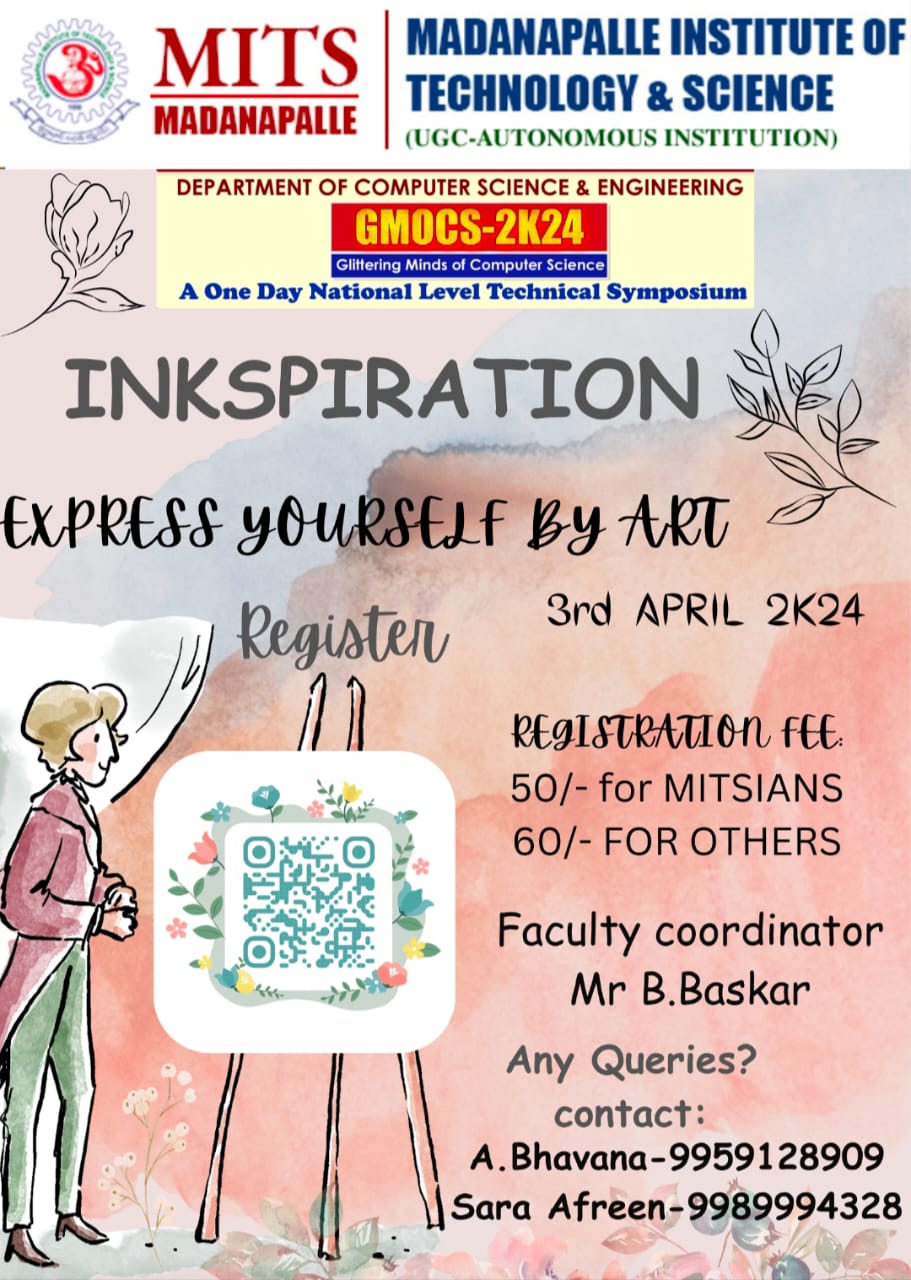 MITS
MADANAPALLE
MADANAPALLE INSTITUTE OF
TECHNOLOGY & SCIENCE
(UGC-AUTONOMOUS INSTITUTION)
DEPARTMENT OF COMPUTER SCIENCE & ENGINEERING
GMOCS-2K24
Glittering Minds of Computer Science
A One Day National Level Technical Symposium
INKSPIRATION
EXPRESS YOURSELF BY ART
Register
3rd APRIL 2K24
REGISTRATION FEE:
50/- for MITSIANS
60/- FOR OTHERS
Faculty coordinator
Mr B.Baskar
Any Queries?
contact:
A.Bhavana-9959128909
Sara Afreen-9989994328